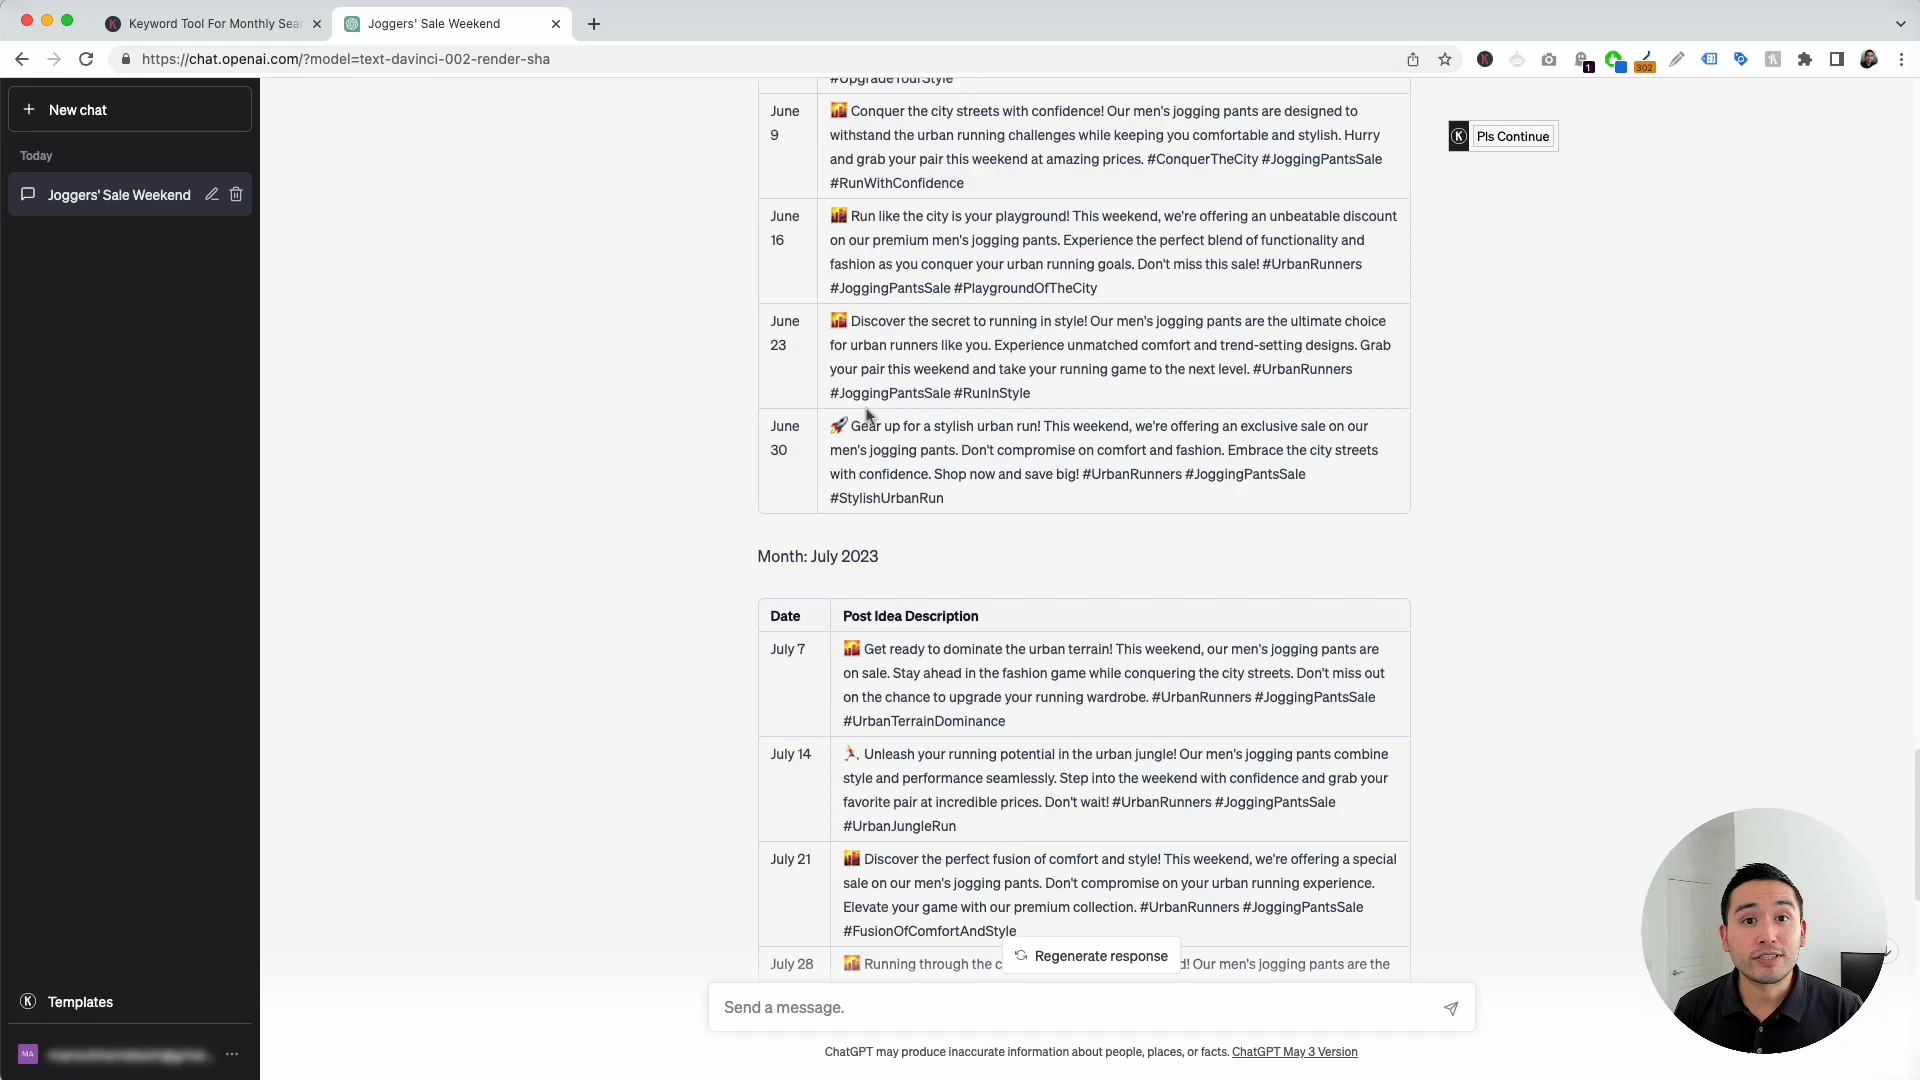 Keyword Tool For Monthly Sear
Joggers' Sale Weekend
https://chat.openai.com/?model=text-davinci-002-render-sha
1
302
New chat
Today
Joggers' Sale Weekend
Templates
MA
#UpgradeYourStyle
June 9
🌇 Conquer the city streets with confidence! Our men's jogging pants are designed to
withstand the urban running challenges while keeping you comfortable and stylish. Hurry
and grab your pair this weekend at amazing prices. #ConquerTheCity #JoggingPantsSale
#RunWithConfidence
June 16
🌇 Run like the city is your playground! This weekend, we're offering an unbeatable discount
on our premium men's jogging pants. Experience the perfect blend of functionality and
fashion as you conquer your urban running goals. Don't miss this sale! #UrbanRunners
#JoggingPantsSale #PlaygroundOfTheCity
June 23
🌇 Discover the secret to running in style! Our men's jogging pants are the ultimate choice
for urban runners like you. Experience unmatched comfort and trend-setting designs. Grab
your pair this weekend and take your running game to the next level. #UrbanRunners
#JoggingPantsSale #RunInStyle
June 30
🚀 Gear up for a stylish urban run! This weekend, we're offering an exclusive sale on our
men's jogging pants. Don't compromise on comfort and fashion. Embrace the city streets
with confidence. Shop now and save big! #UrbanRunners #JoggingPantsSale
#StylishUrbanRun
Month: July 2023
Date Post Idea Description
July 7
🌇 Get ready to dominate the urban terrain! This weekend, our men's jogging pants are
on sale. Stay ahead in the fashion game while conquering the city streets. Don't miss out
on the chance to upgrade your running wardrobe. #UrbanRunners #JoggingPantsSale
#UrbanTerrainDominance
July 14
🏃 Unleash your running potential in the urban jungle! Our men's jogging pants combine
style and performance seamlessly. Step into the weekend with confidence and grab your
favorite pair at incredible prices. Don't wait! #UrbanRunners #JoggingPantsSale
#UrbanJungleRun
July 21
🌇 Discover the perfect fusion of comfort and style! This weekend, we're offering a special
sale on our men's jogging pants. Don't compromise on your urban running experience.
Elevate your game with our premium collection. #UrbanRunners #JoggingPantsSale
#FusionOfComfortAndStyle
July 28
🌇 Running through the c d! Our men's jogging pants are the
Regenerate response
Send a message.
ChatGPT may produce inaccurate information about people, places, or facts. ChatGPT May 3 Version
K Pls Continue